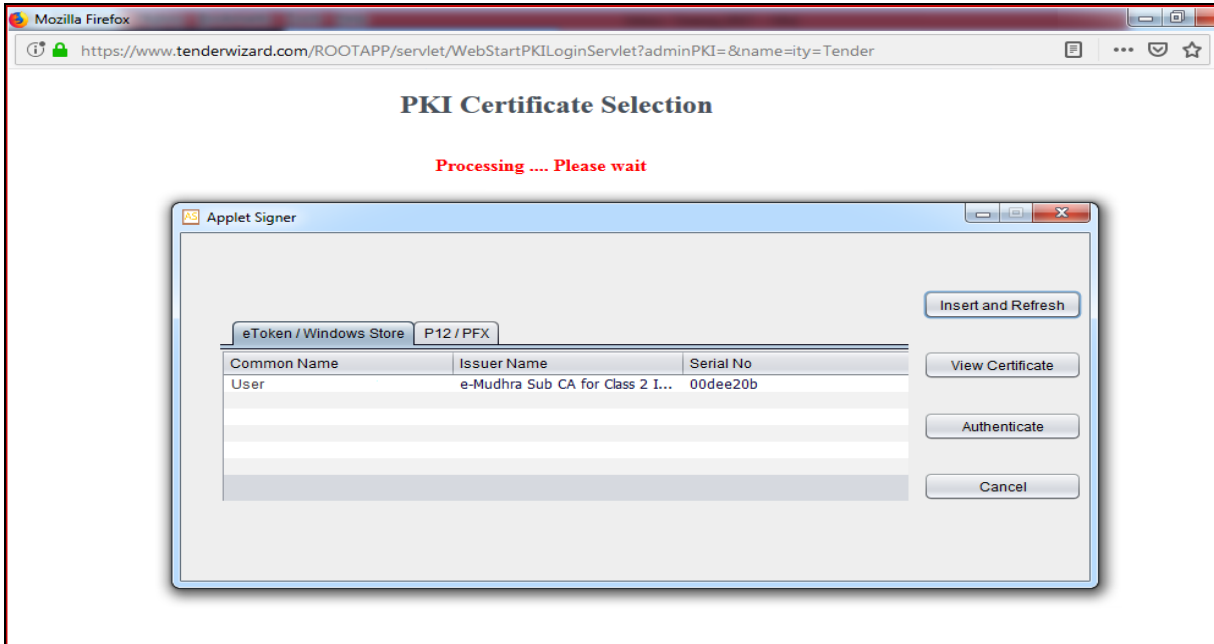 Mozilla Firefox
https://www.tenderwizard.com/ROOTAPP/servlet/WebStartPKILoginServlet?adminPKI=&name=ity=Tender
PKI Certificate Selection
Processing .... Please wait
AS Applet Signer
Insert and Refresh
eToken / Windows Store P12 / PFX
Common Name Issuer Name Serial No
View Certificate
User e-Mudhra Sub CA for Class 2 I... 00dee20b
Authenticate
Cancel